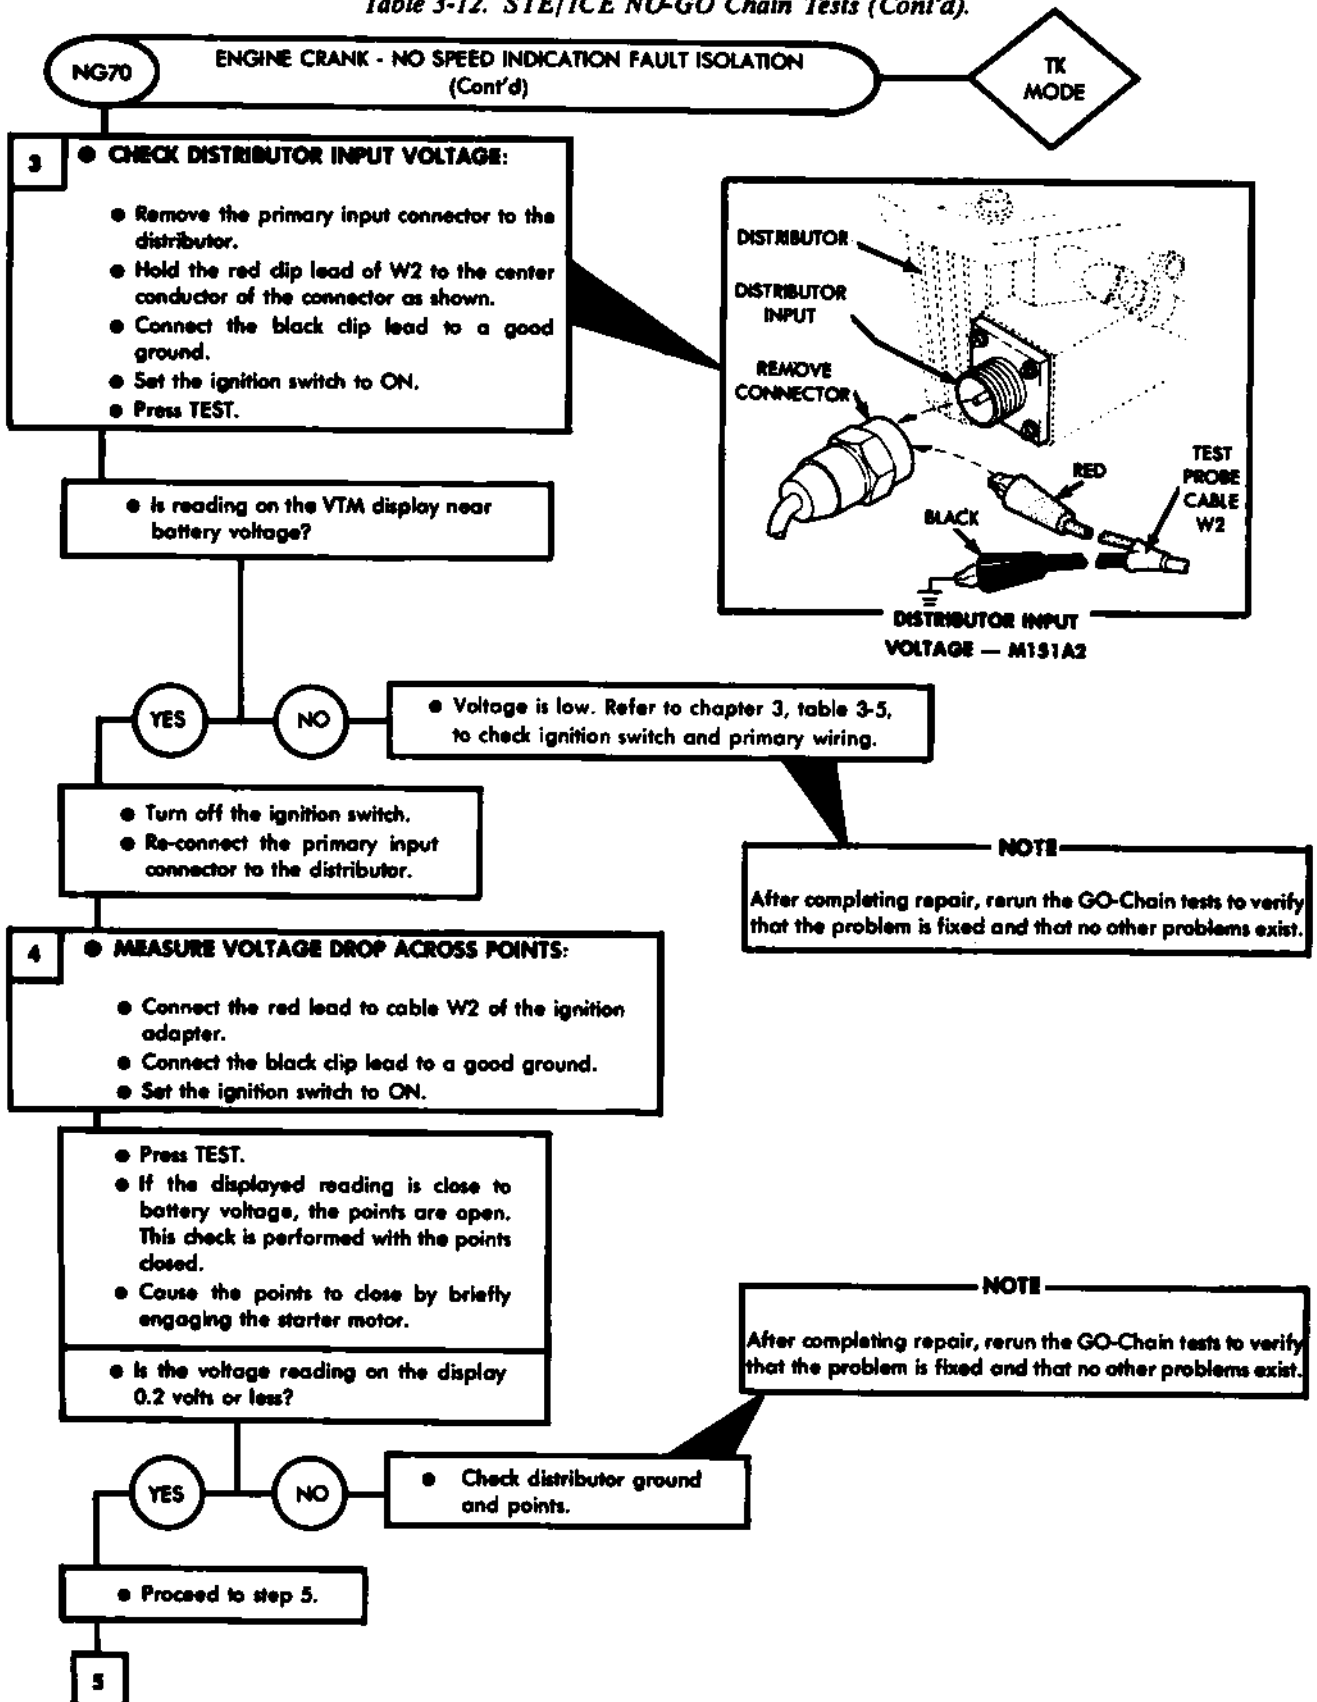 Table 3-12. STE/ICE NO-GO Chain Tests (Cont'd).
NG70
ENGINE CRANK - NO SPEED INDICATION FAULT ISOLATION
(Cont'd)
TK
MODE
3
● CHECK DISTRIBUTOR INPUT VOLTAGE:
● Remove the primary input connector to the
distributor.
● Hold the red clip lead of W2 to the center
conductor of the connector as shown.
● Connect the black clip lead to a good
ground.
● Set the ignition switch to ON.
● Press TEST.
DISTRIBUTOR
DISTRIBUTOR
INPUT
REMOVE
CONNECTOR
RED
TEST
PROBE
CABLE
W2
BLACK
DISTRIBUTOR INPUT
VOLTAGE — M151A2
● Is reading on the VTM display near
battery voltage?
YES
NO
● Voltage is low. Refer to chapter 3, table 3-5,
to check ignition switch and primary wiring.
● Turn off the ignition switch.
● Re-connect the primary input
connector to the distributor.
NOTE
After completing repair, rerun the GO-Chain tests to verify
that the problem is fixed and that no other problems exist.
4
● MEASURE VOLTAGE DROP ACROSS POINTS:
● Connect the red lead to cable W2 of the ignition
adapter.
● Connect the black clip lead to a good ground.
● Set the ignition switch to ON.
● Press TEST.
● If the displayed reading is close to
battery voltage, the points are open.
This check is performed with the points
closed.
● Cause the points to close by briefly
engaging the starter motor.
● Is the voltage reading on the display
0.2 volts or less?
NOTE
After completing repair, rerun the GO-Chain tests to verify
that the problem is fixed and that no other problems exist.
YES
NO
● Check distributor ground
and points.
● Proceed to step 5.
5